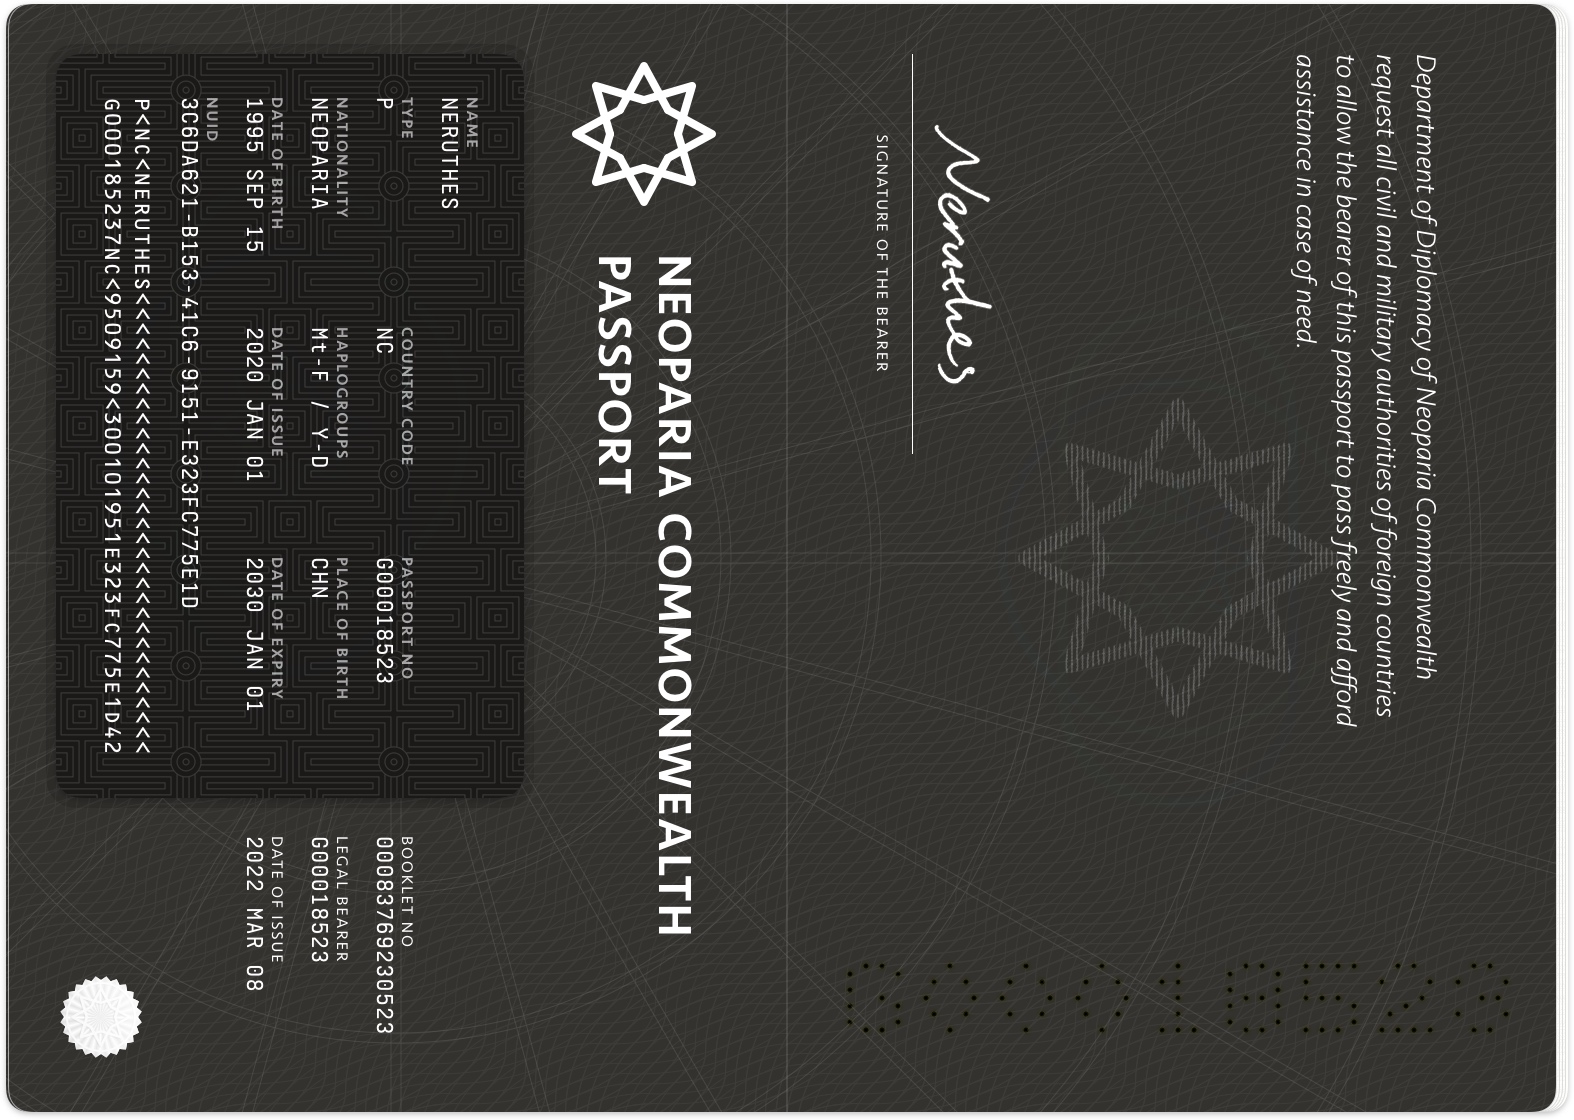 Department of Diplomacy of Neoparia Commonwealth
request all civil and military authorities of foreign countries
to allow the bearer of this passport to pass freely and afford
assistance in case of need.
Neruthes
SIGNATURE OF THE BEARER
G00018523
NEOPARIA COMMONWEALTH
PASSPORT
NAME
NERUTHES
TYPE COUNTRY CODE PASSPORT NO
P NC G00018523
NATIONALITY HAPLOGROUPS PLACE OF BIRTH
NEOPARIA Mt-F / Y-D CHN
DATE OF BIRTH DATE OF ISSUE DATE OF EXPIRY
1995 SEP 15 2020 JAN 01 2030 JAN 01
NUID
3C6DA621-B153-41C6-9151-E323FC775E1D
P<NC<NERUTHES<<<<<<<<<<<<<<<<<<<<<<<<<<<<<<<
G000185237NC<9509159<300101951E323FC775E1D42
BOOKLET NO
00083769230523
LEGAL BEARER
G00018523
DATE OF ISSUE
2022 MAR 08